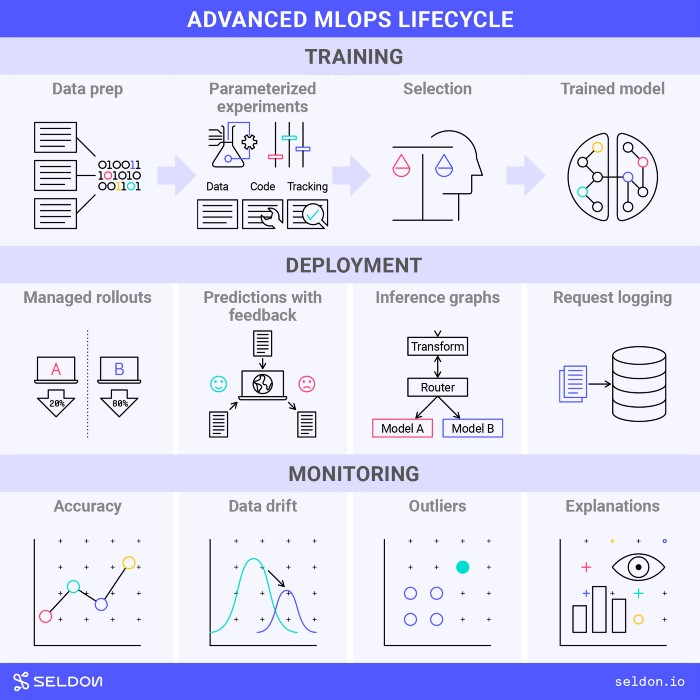 ADVANCED MLOPS LIFECYCLE
TRAINING
Data prep
Parameterized
experiments
Selection
Trained model
010011
101010
001101
Data Code Tracking
DEPLOYMENT
Managed rollouts
Predictions with
feedback
Inference graphs
Request logging
A B
20% 80%
Transform
Router
Model A Model B
MONITORING
Accuracy
Data drift
Outliers
Explanations
SELDON
seldon.io